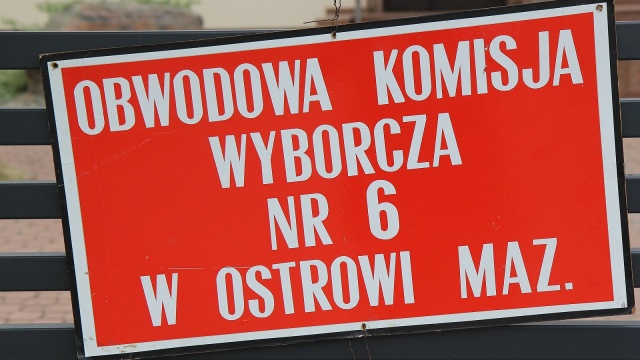 OBWODOWA KOMISJA
WYBORCZA
NR 6
W OSTROWI MAZ.